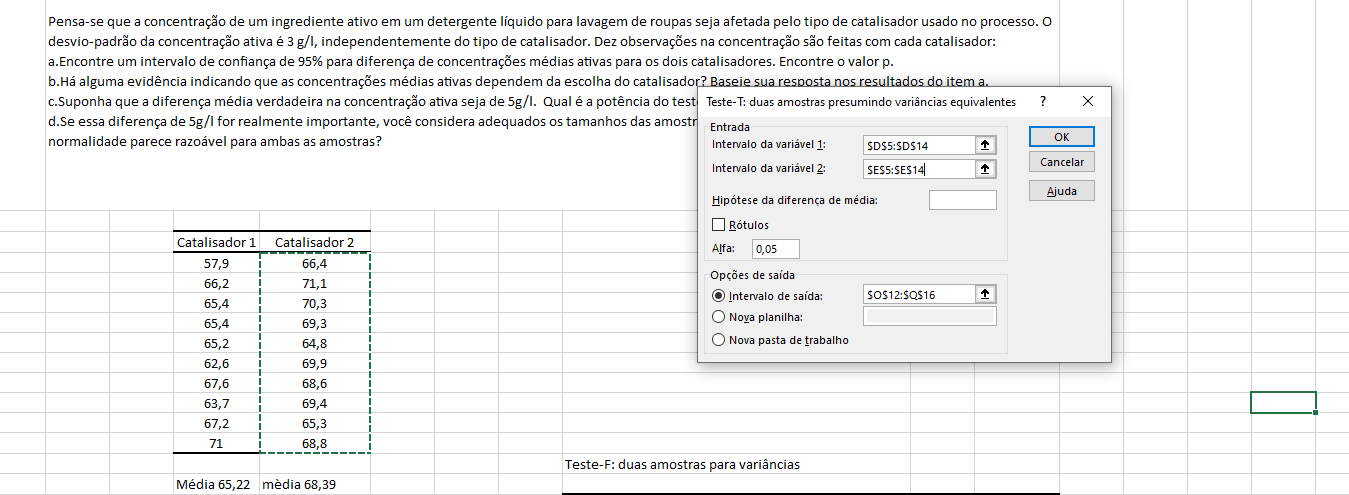 Pensa-se que a concentração de um ingrediente ativo em um detergente líquido para lavagem de roupas seja afetada pelo tipo de catalisador usado no processo. O
desvio-padrão da concentração ativa é 3 g/l, independentemente do tipo de catalisador. Dez observações na concentração são feitas com cada catalisador:
a.Encontre um intervalo de confiança de 95% para diferença de concentrações médias ativas para os dois catalisadores. Encontre o valor p.
b.Há alguma evidência indicando que as concentrações médias ativas dependem da escolha do catalisador? Baseie sua resposta nos resultados do item a.
c.Suponha que a diferença média verdadeira na concentração ativa seja de 5g/l. Qual é a potência do test
d.Se essa diferença de 5g/l for realmente importante, você considera adequados os tamanhos das amostr
normalidade parece razoável para ambas as amostras?
Teste-T: duas amostras presumindo variâncias equivalentes ? ×
Entrada
Intervalo da variável 1: $D$5:$D$14
Intervalo da variável 2: $E$5:$E$14
Hipótese da diferença de média:
Rótulos
Alfa: 0,05
Opções de saída
Intervalo de saída: $O$12:$Q$16
Nova planilha:
Nova pasta de trabalho
OK
Cancelar
Ajuda
Catalisador 1 Catalisador 2
57,9 66,4
66,2 71,1
65,4 70,3
65,4 69,3
65,2 64,8
62,6 69,9
67,6 68,6
63,7 69,4
67,2 65,3
71 68,8
Média 65,22 mèdia 68,39
Teste-F: duas amostras para variâncias